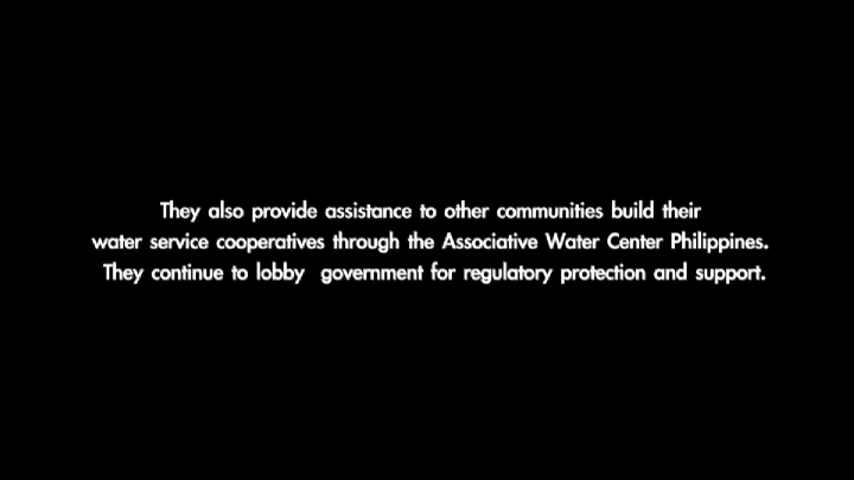 They also provide assistance to other communities build their
water service cooperatives through the Associative Water Center Philippines.
They continue to lobby  government for regulatory protection and support.